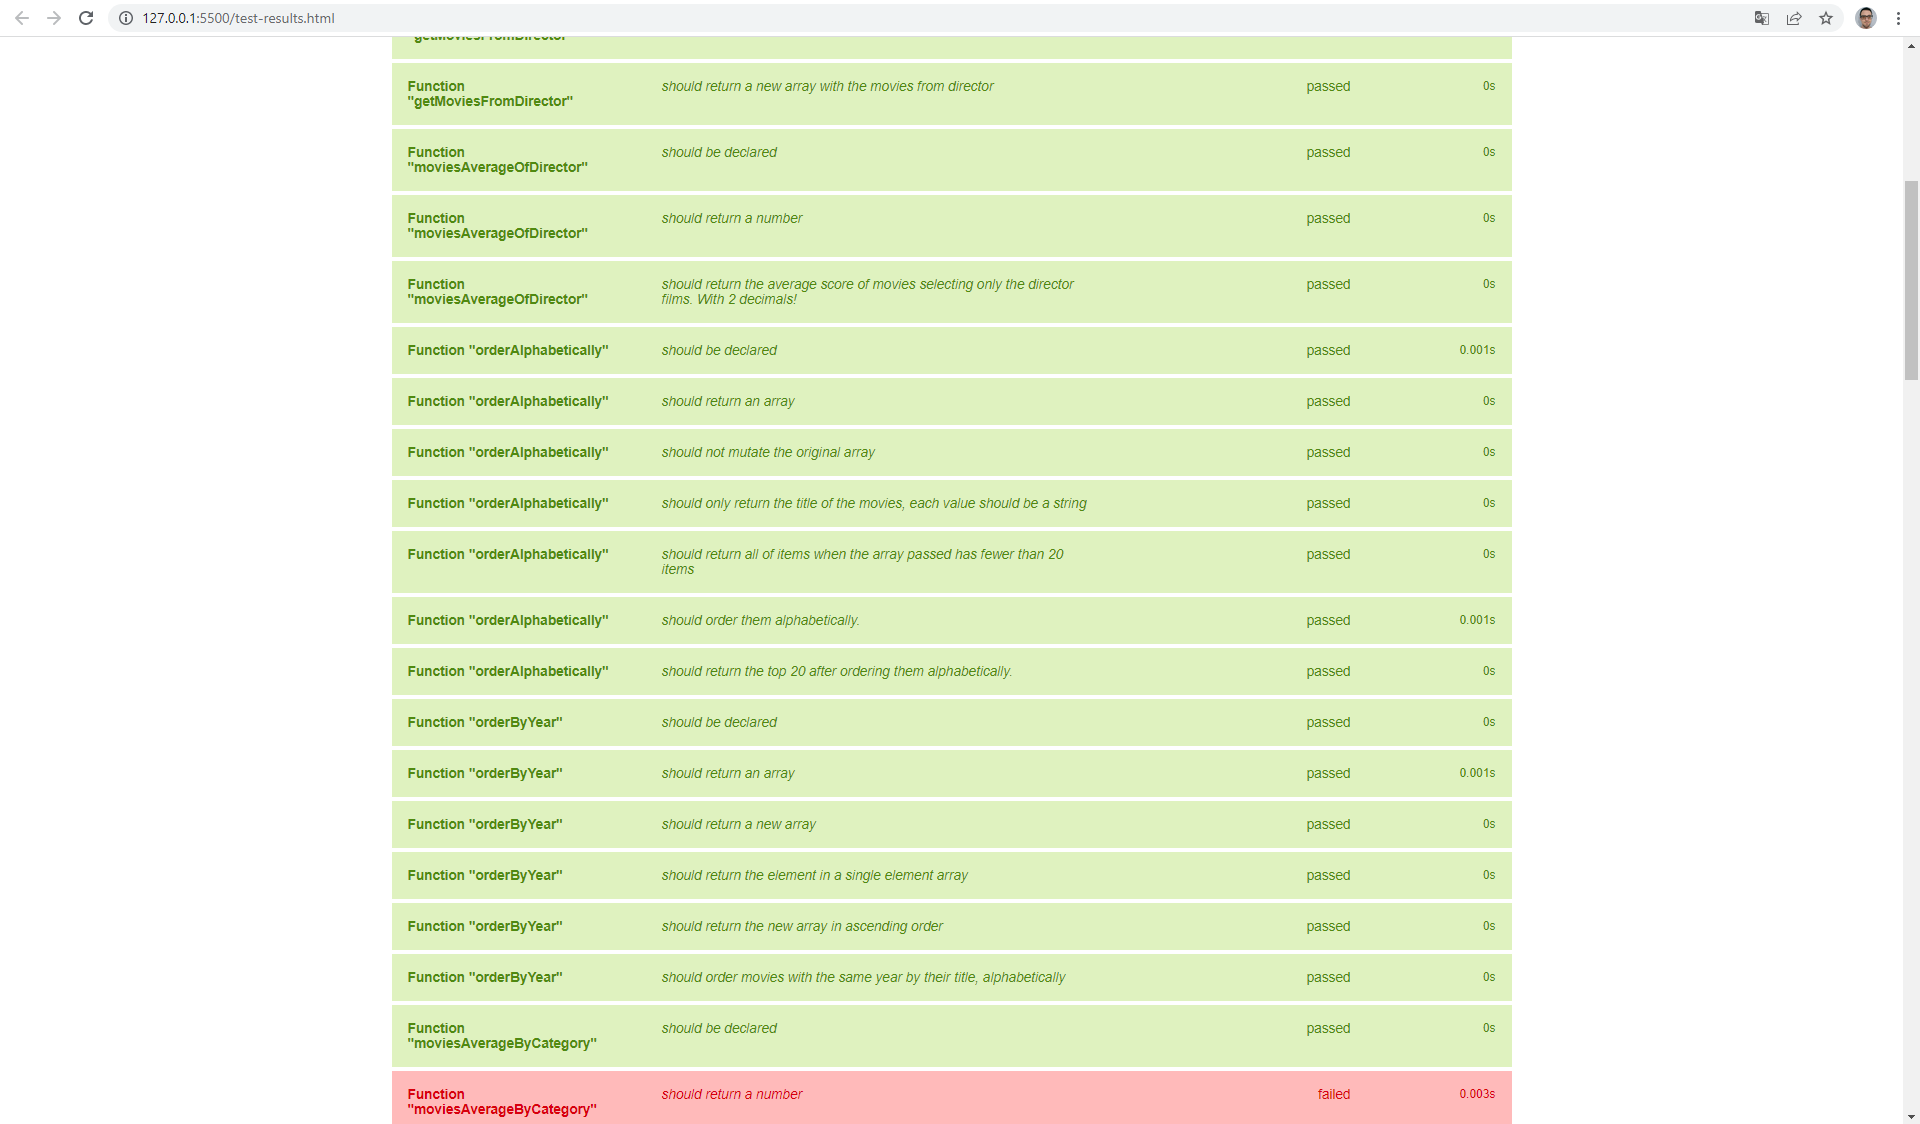 127.0.0.1:5500/test-results.html
"getMoviesFromDirector"
Function
"getMoviesFromDirector"
should return a new array with the movies from director
passed
0s
Function
"moviesAverageOfDirector"
should be declared
passed
0s
Function
"moviesAverageOfDirector"
should return a number
passed
0s
Function
"moviesAverageOfDirector"
should return the average score of movies selecting only the director
films. With 2 decimals!
passed
0s
Function "orderAlphabetically"
should be declared
passed
0.001s
Function "orderAlphabetically"
should return an array
passed
0s
Function "orderAlphabetically"
should not mutate the original array
passed
0s
Function "orderAlphabetically"
should only return the title of the movies, each value should be a string
passed
0s
Function "orderAlphabetically"
should return all of items when the array passed has fewer than 20
items
passed
0s
Function "orderAlphabetically"
should order them alphabetically.
passed
0.001s
Function "orderAlphabetically"
should return the top 20 after ordering them alphabetically.
passed
0s
Function "orderByYear"
should be declared
passed
0s
Function "orderByYear"
should return an array
passed
0.001s
Function "orderByYear"
should return a new array
passed
0s
Function "orderByYear"
should return the element in a single element array
passed
0s
Function "orderByYear"
should return the new array in ascending order
passed
0s
Function "orderByYear"
should order movies with the same year by their title, alphabetically
passed
0s
Function
"moviesAverageByCategory"
should be declared
passed
0s
Function
"moviesAverageByCategory"
should return a number
failed
0.003s